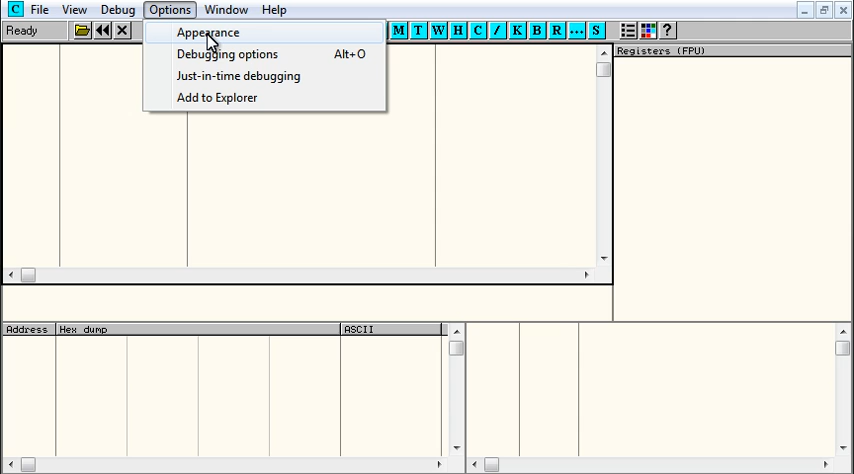 C File View Debug Options Window Help
Ready M T W H C / K B R ... S ?
Appearance
Debugging options Alt+O
Just-in-time debugging
Add to Explorer
Registers (FPU)
Address Hex dump ASCII